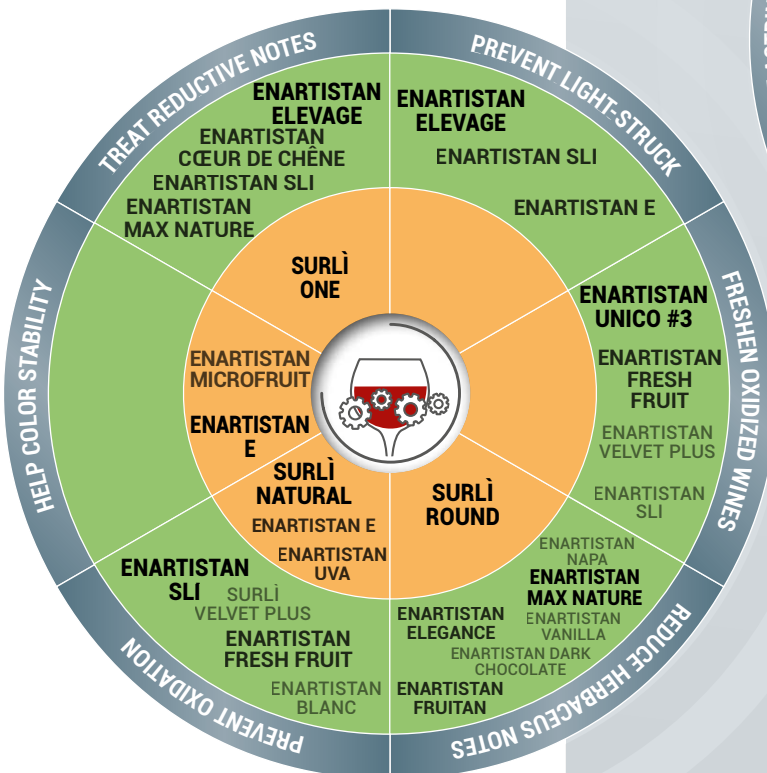 TREAT REDUCTIVE NOTES
ENARTISTAN
ELEVAGE
ENARTISTAN
CŒUR DE CHÊNE
ENARTISTAN SLI
ENARTISTAN
MAX NATURE
SURLÌ
ONE
PREVENT LIGHT-STRUCK
ENARTISTAN
ELEVAGE
ENARTISTAN SLI
ENARTISTAN E
FRESHEN OXIDIZED WINES
ENARTISTAN
UNICO #3
ENARTISTAN
FRESH
FRUIT
ENARTISTAN
VELVET PLUS
ENARTISTAN
SLI
REDUCE HERBACEUS NOTES
SURLÌ
ROUND
ENARTISTAN
NAPA
ENARTISTAN
MAX NATURE
ENARTISTAN
VANILLA
ENARTISTAN
ELEGANCE
ENARTISTAN DARK
CHOCOLATE
ENARTISTAN
FRUITAN
PREVENT OXIDATION
SURLÌ
NATURAL
ENARTISTAN E
ENARTISTAN
UVA
ENARTISTAN
SLI
SURLÌ
VELVET PLUS
ENARTISTAN
FRESH FRUIT
ENARTISTAN
BLANC
HELP COLOR STABILITY
ENARTISTAN
MICROFRUIT
ENARTISTAN
E